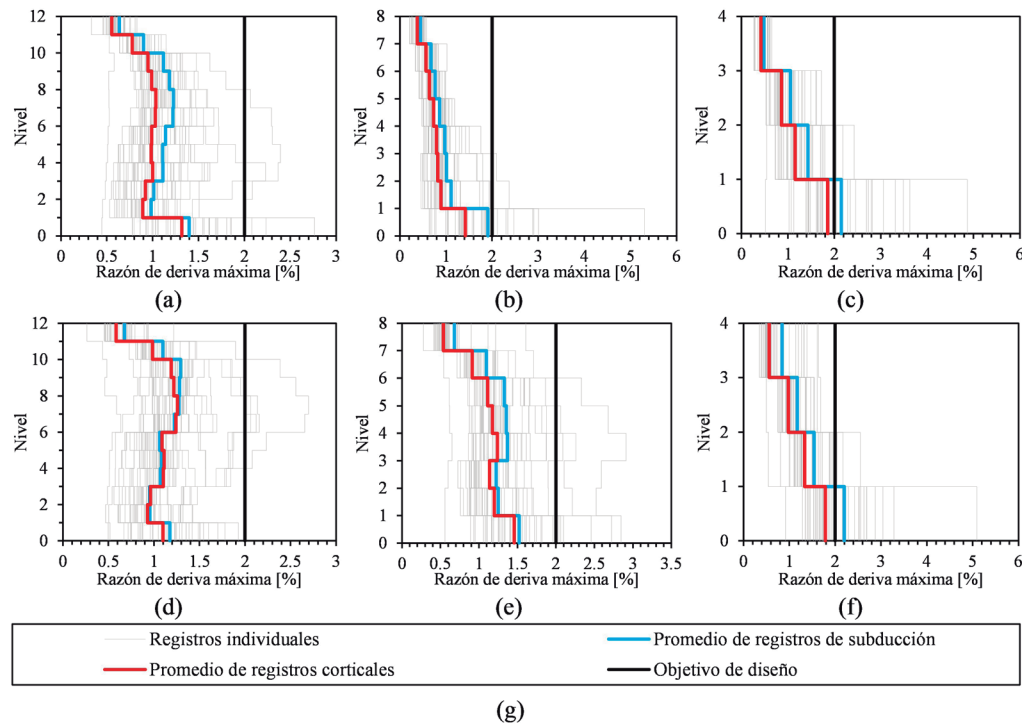 12
10
8
6
4
2
0
Nivel
0 0.5 1 1.5 2 2.5 3
Razón de deriva máxima [%]
(a)
8
7
6
5
4
3
2
1
0
Nivel
0 1 2 3 4 5 6
Razón de deriva máxima [%]
(b)
4
3
2
1
0
Nivel
0 1 2 3 4 5 6
Razón de deriva máxima [%]
(c)
12
10
8
6
4
2
0
Nivel
0 0.5 1 1.5 2 2.5 3
Razón de deriva máxima [%]
(d)
8
7
6
5
4
3
2
1
0
Nivel
0 0.5 1 1.5 2 2.5 3 3.5
Razón de deriva máxima [%]
(e)
4
3
2
1
0
Nivel
0 1 2 3 4 5 6
Razón de deriva máxima [%]
(f)
Registros individuales
Promedio de registros de subducción
Promedio de registros corticales
Objetivo de diseño
(g)